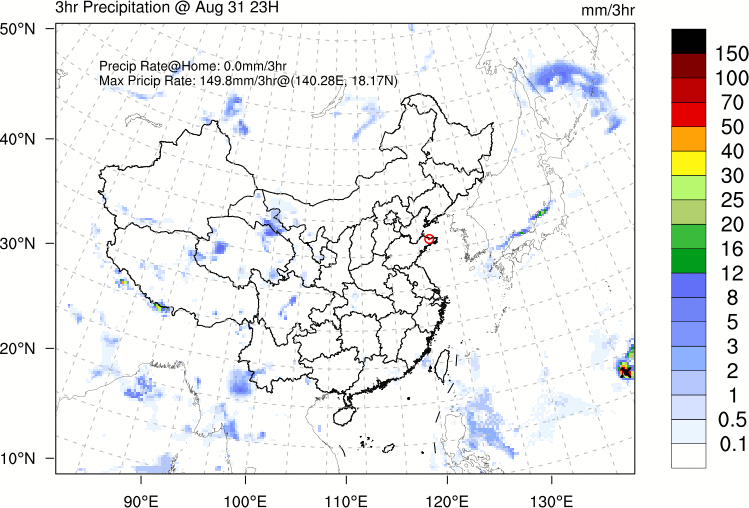 3hr Precipitation @ Aug 31 23H
mm/3hr
Precip Rate@Home: 0.0mm/3hr
Max Pricip Rate: 149.8mm/3hr@(140.28E, 18.17N)
50°N
40°N
30°N
20°N
10°N
90°E
100°E
110°E
120°E
130°E
150
100
70
50
40
30
25
20
16
12
8
5
3
2
1
0.5
0.1